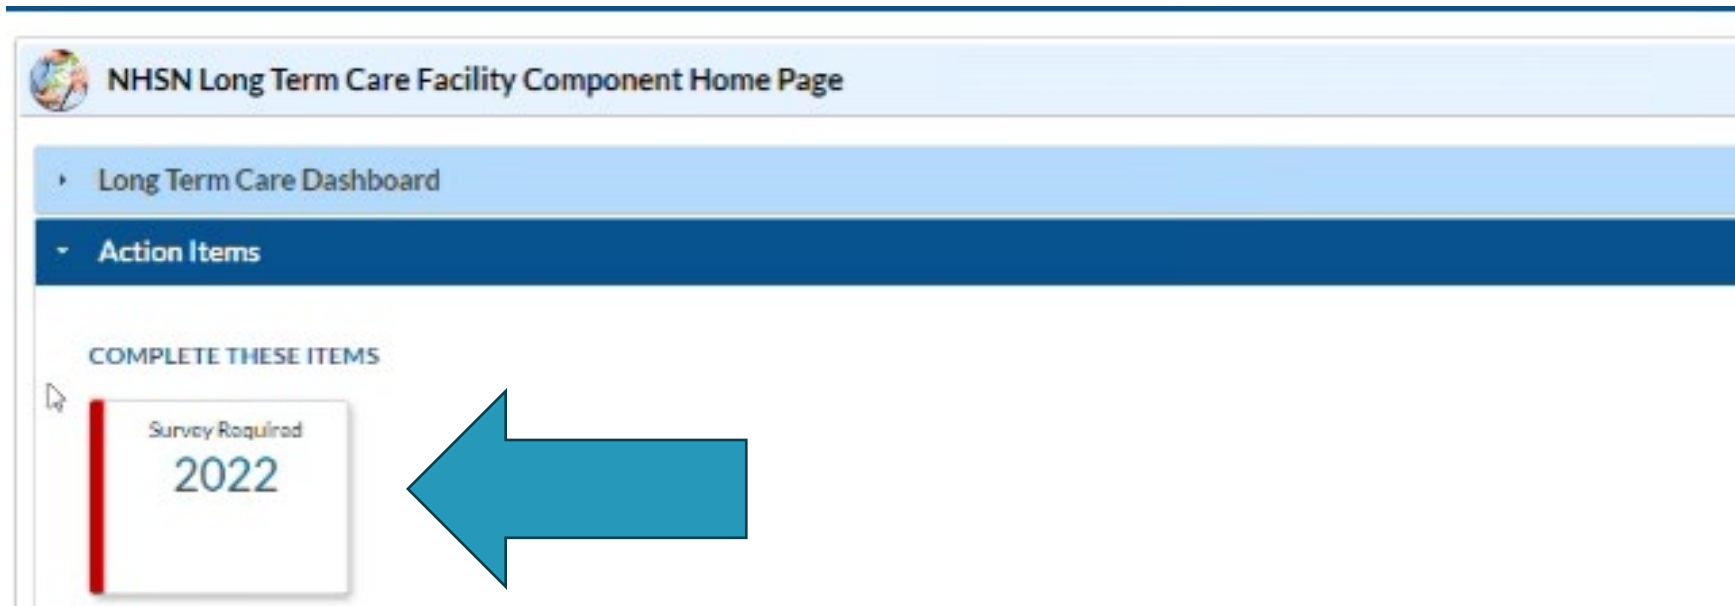 NHSN Long Term Care Facility Component Home Page
Long Term Care Dashboard
Action Items
COMPLETE THESE ITEMS
Survey Required
2022